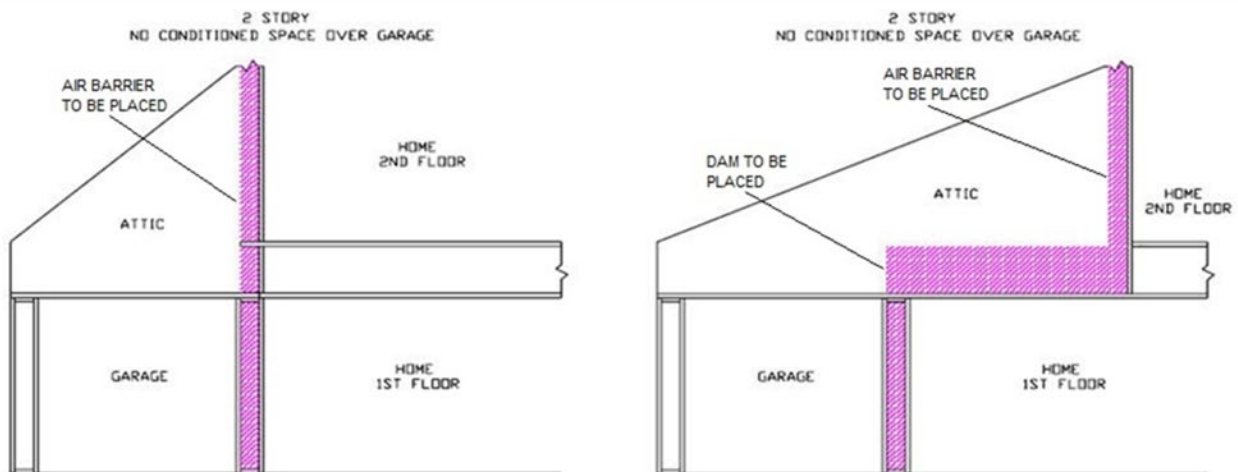 2 STORY
NO CONDITIONED SPACE OVER GARAGE
AIR BARRIER
TO BE PLACED
HOME
2ND FLOOR
ATTIC
GARAGE
HOME
1ST FLOOR
2 STORY
NO CONDITIONED SPACE OVER GARAGE
AIR BARRIER
TO BE PLACED
DAM TO BE
PLACED
ATTIC
HOME
2ND FLOOR
GARAGE
HOME
1ST FLOOR